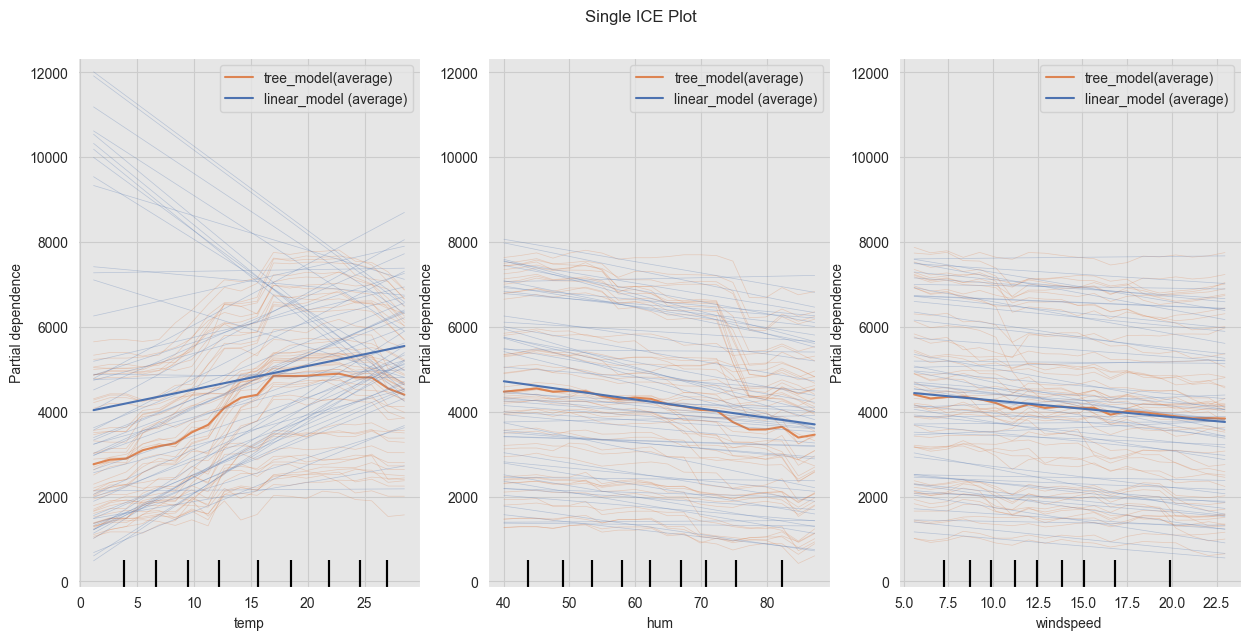 Single ICE Plot
12000
10000
8000
6000
4000
2000
0
Partial dependence
tree_model(average)
linear_model (average)
0 5 10 15 20 25
temp
12000
10000
8000
6000
4000
2000
0
Partial dependence
tree_model(average)
linear_model (average)
40 50 60 70 80
hum
12000
10000
8000
6000
4000
2000
0
Partial dependence
tree_model(average)
linear_model (average)
5.0 7.5 10.0 12.5 15.0 17.5 20.0 22.5
windspeed